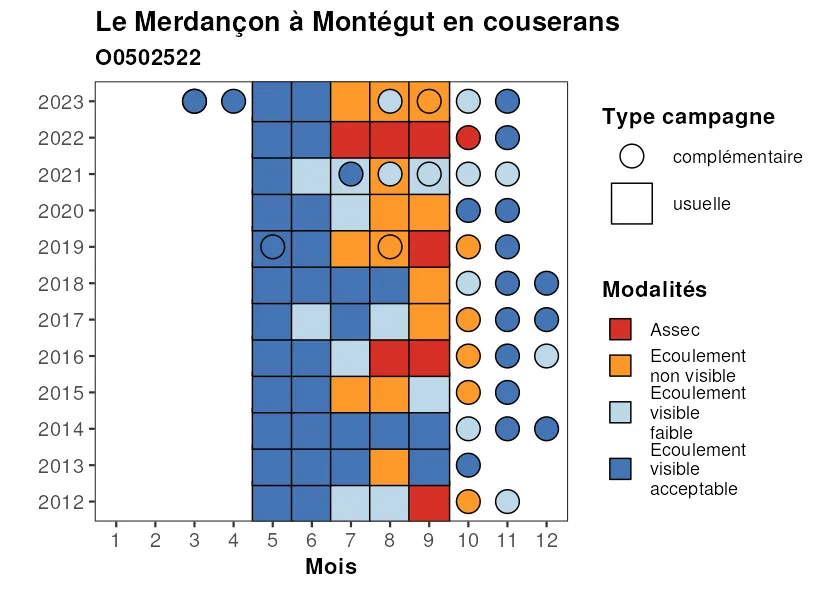 Le Merdançon à Montégut en couserans
O0502522
2023
2022
2021
2020
2019
2018
2017
2016
2015
2014
2013
2012
1 2 3 4 5 6 7 8 9 10 11 12
Mois
Type campagne
complémentaire
usuelle
Modalités
Assec
Ecoulement
non visible
Ecoulement
visible
faible
Ecoulement
visible
acceptable